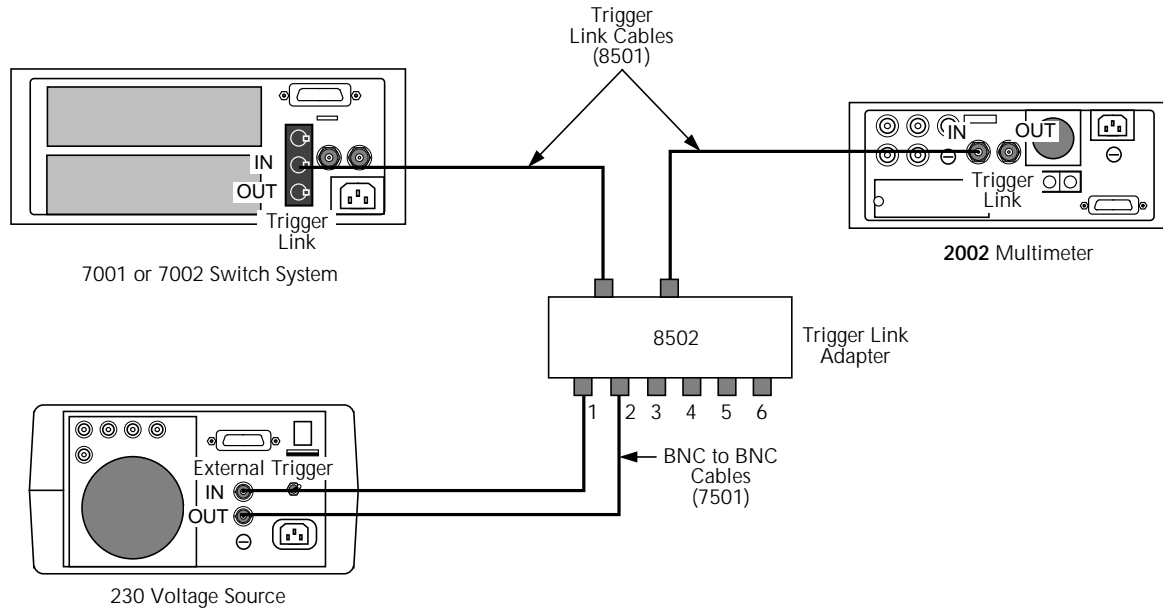 Trigger
Link Cables
(8501)
IN
OUT
Trigger
Link
7001 or 7002 Switch System
IN
OUT
Trigger
Link
2002 Multimeter
8502
Trigger Link
Adapter
1 2 3 4 5 6
BNC to BNC
Cables
(7501)
External Trigger
IN
OUT
230 Voltage Source